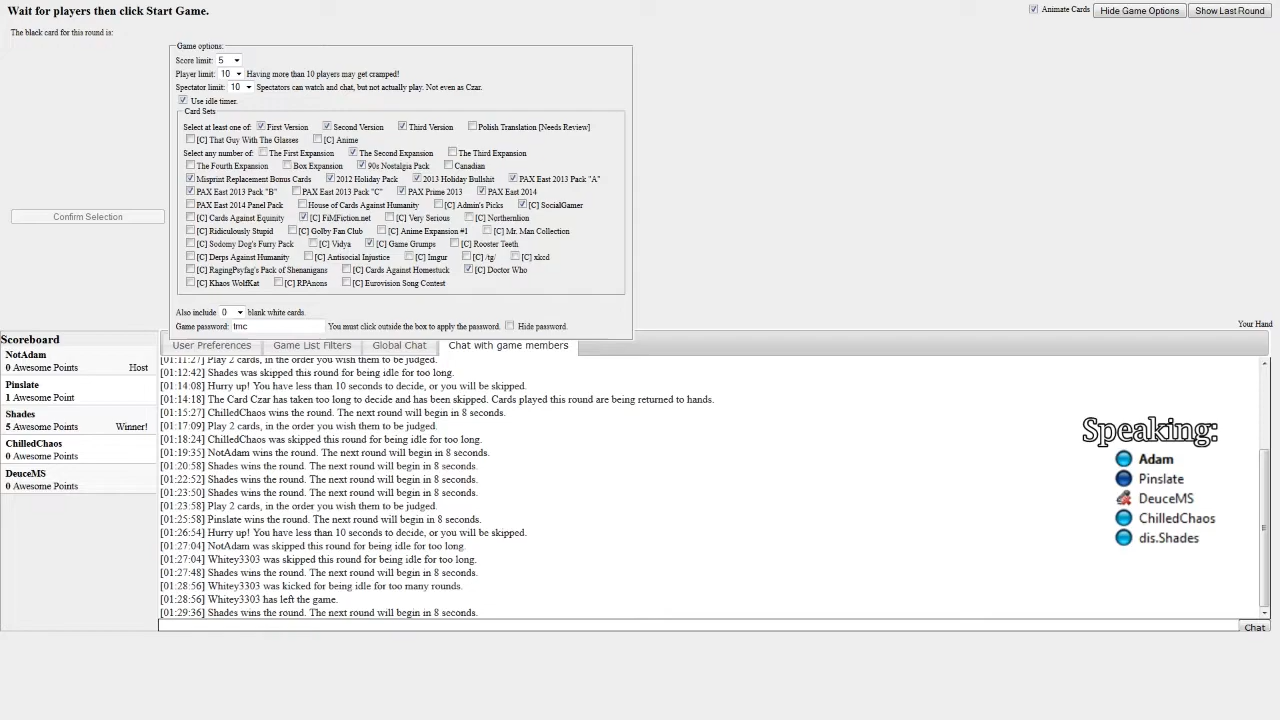 Wait for players then click Start Game.
Animate Cards
Hide Game Options
Show Last Round
The black card for this round is:
Game options:
Score limit: 5
Player limit: 10 Having more than 10 players may get cramped!
Spectator limit: 10 Spectators can watch and chat, but not actually play. Not even as Czar.
Use idle timer.
Card Sets
Select at least one of: First Version Second Version Third Version Polish Translation [Needs Review]
[C] That Guy With The Glasses [C] Anime
Select any number of: The First Expansion The Second Expansion The Third Expansion
The Fourth Expansion Box Expansion 90s Nostalgia Pack Canadian
Misprint Replacement Bonus Cards 2012 Holiday Pack 2013 Holiday Bullshit PAX East 2013 Pack "A"
PAX East 2013 Pack "B" PAX East 2013 Pack "C" PAX Prime 2013 PAX East 2014
PAX East 2014 Panel Pack House of Cards Against Humanity [C] Admin's Picks [C] SocialGamer
[C] Cards Against Equinity [C] FiMFiction.net [C] Very Serious [C] Northernlion
[C] Ridiculously Stupid [C] Golby Fan Club [C] Anime Expansion #1 [C] Mr. Man Collection
[C] Sodomy Dog's Furry Pack [C] Vidya [C] Game Grumps [C] Rooster Teeth
[C] Derps Against Humanity [C] Antisocial Injustice [C] Imgur [C] /tg/ [C] xkcd
[C] RagingPsyfag's Pack of Shenanigans [C] Cards Against Homestuck [C] Doctor Who
[C] Khaos WolfKat [C] RPAnons [C] Eurovision Song Contest
Also include 0 blank white cards.
Game password: tmc You must click outside the box to apply the password. Hide password.
Confirm Selection
Your Hand
Scoreboard
NotAdam
0 Awesome Points Host
Pinslate
1 Awesome Point
Shades
5 Awesome Points Winner!
ChilledChaos
0 Awesome Points
DeuceMS
0 Awesome Points
User Preferences
Game List Filters
Global Chat
Chat with game members
[01:11:27] Play 2 cards, in the order you wish them to be judged.
[01:12:42] Shades was skipped this round for being idle for too long.
[01:14:08] Hurry up! You have less than 10 seconds to decide, or you will be skipped.
[01:14:18] The Card Czar has taken too long to decide and has been skipped. Cards played this round are being returned to hands.
[01:15:27] ChilledChaos wins the round. The next round will begin in 8 seconds.
[01:17:09] Play 2 cards, in the order you wish them to be judged.
[01:18:24] ChilledChaos was skipped this round for being idle for too long.
[01:19:35] NotAdam wins the round. The next round will begin in 8 seconds.
[01:20:58] Shades wins the round. The next round will begin in 8 seconds.
[01:22:52] Shades wins the round. The next round will begin in 8 seconds.
[01:23:50] Shades wins the round. The next round will begin in 8 seconds.
[01:23:58] Play 2 cards, in the order you wish them to be judged.
[01:25:58] Pinslate wins the round. The next round will begin in 8 seconds.
[01:26:54] Hurry up! You have less than 10 seconds to decide, or you will be skipped.
[01:27:04] NotAdam was skipped this round for being idle for too long.
[01:27:04] Whitey3303 was skipped this round for being idle for too long.
[01:27:48] Shades wins the round. The next round will begin in 8 seconds.
[01:28:56] Whitey3303 was kicked for being idle for too many rounds.
[01:28:56] Whitey3303 has left the game.
[01:29:36] Shades wins the round. The next round will begin in 8 seconds.
Chat
Speaking:
Adam
Pinslate
DeuceMS
ChilledChaos
dis.Shades